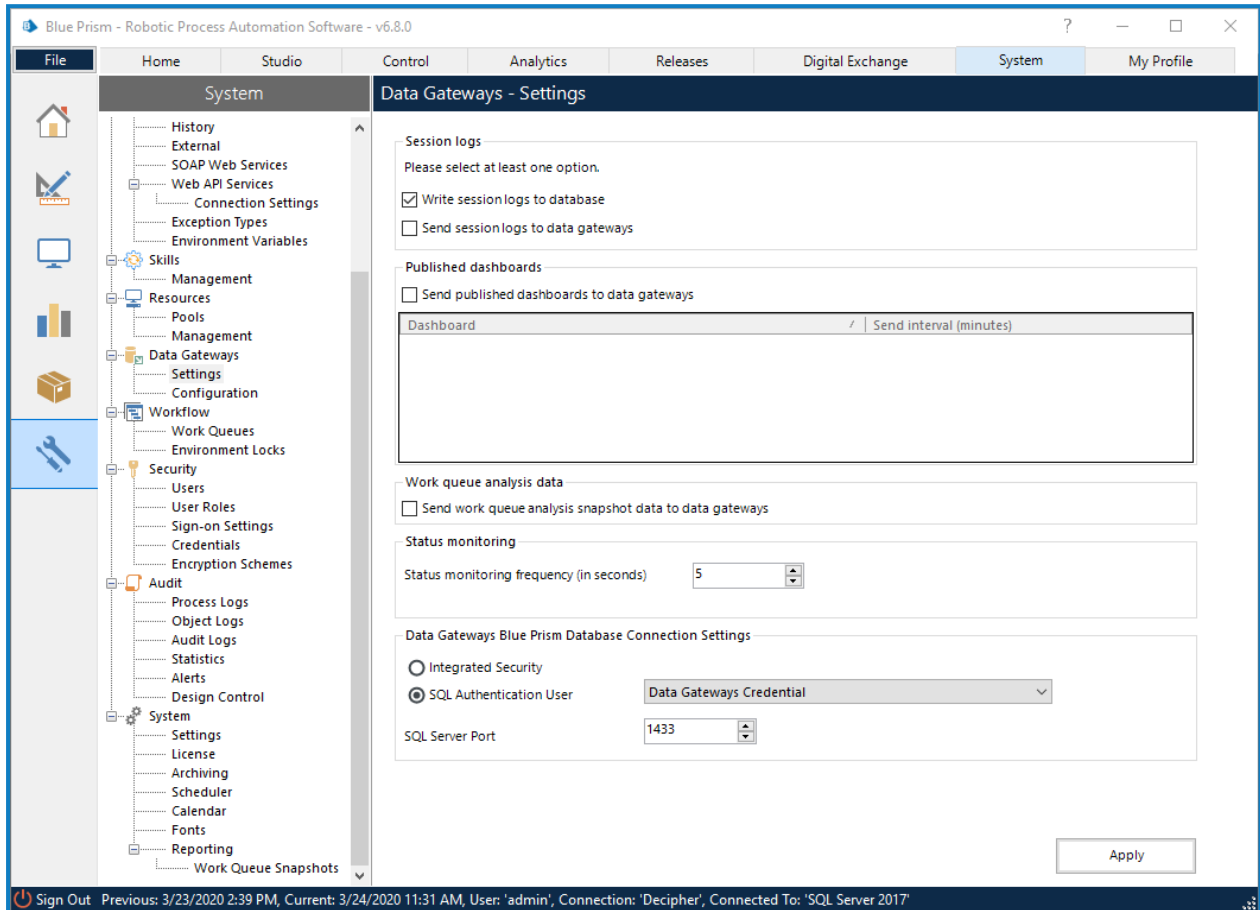 Blue Prism - Robotic Process Automation Software - v6.8.0
?
File Home Studio Control Analytics Releases Digital Exchange System My Profile
System
History
External
SOAP Web Services
Web API Services
Connection Settings
Exception Types
Environment Variables
Skills
Management
Resources
Pools
Management
Data Gateways
Settings
Configuration
Workflow
Work Queues
Environment Locks
Security
Users
User Roles
Sign-on Settings
Credentials
Encryption Schemes
Audit
Process Logs
Object Logs
Audit Logs
Statistics
Alerts
Design Control
System
Settings
License
Archiving
Scheduler
Calendar
Fonts
Reporting
Work Queue Snapshots
Data Gateways - Settings
Session logs
Please select at least one option.
Write session logs to database
Send session logs to data gateways
Published dashboards
Send published dashboards to data gateways
Dashboard / Send interval (minutes)
Work queue analysis data
Send work queue analysis snapshot data to data gateways
Status monitoring
Status monitoring frequency (in seconds) 5
Data Gateways Blue Prism Database Connection Settings
Integrated Security
SQL Authentication User Data Gateways Credential
SQL Server Port 1433
Apply
Sign Out Previous: 3/23/2020 2:39 PM, Current: 3/24/2020 11:31 AM, User: 'admin', Connection: 'Decipher', Connected To: 'SQL Server 2017'